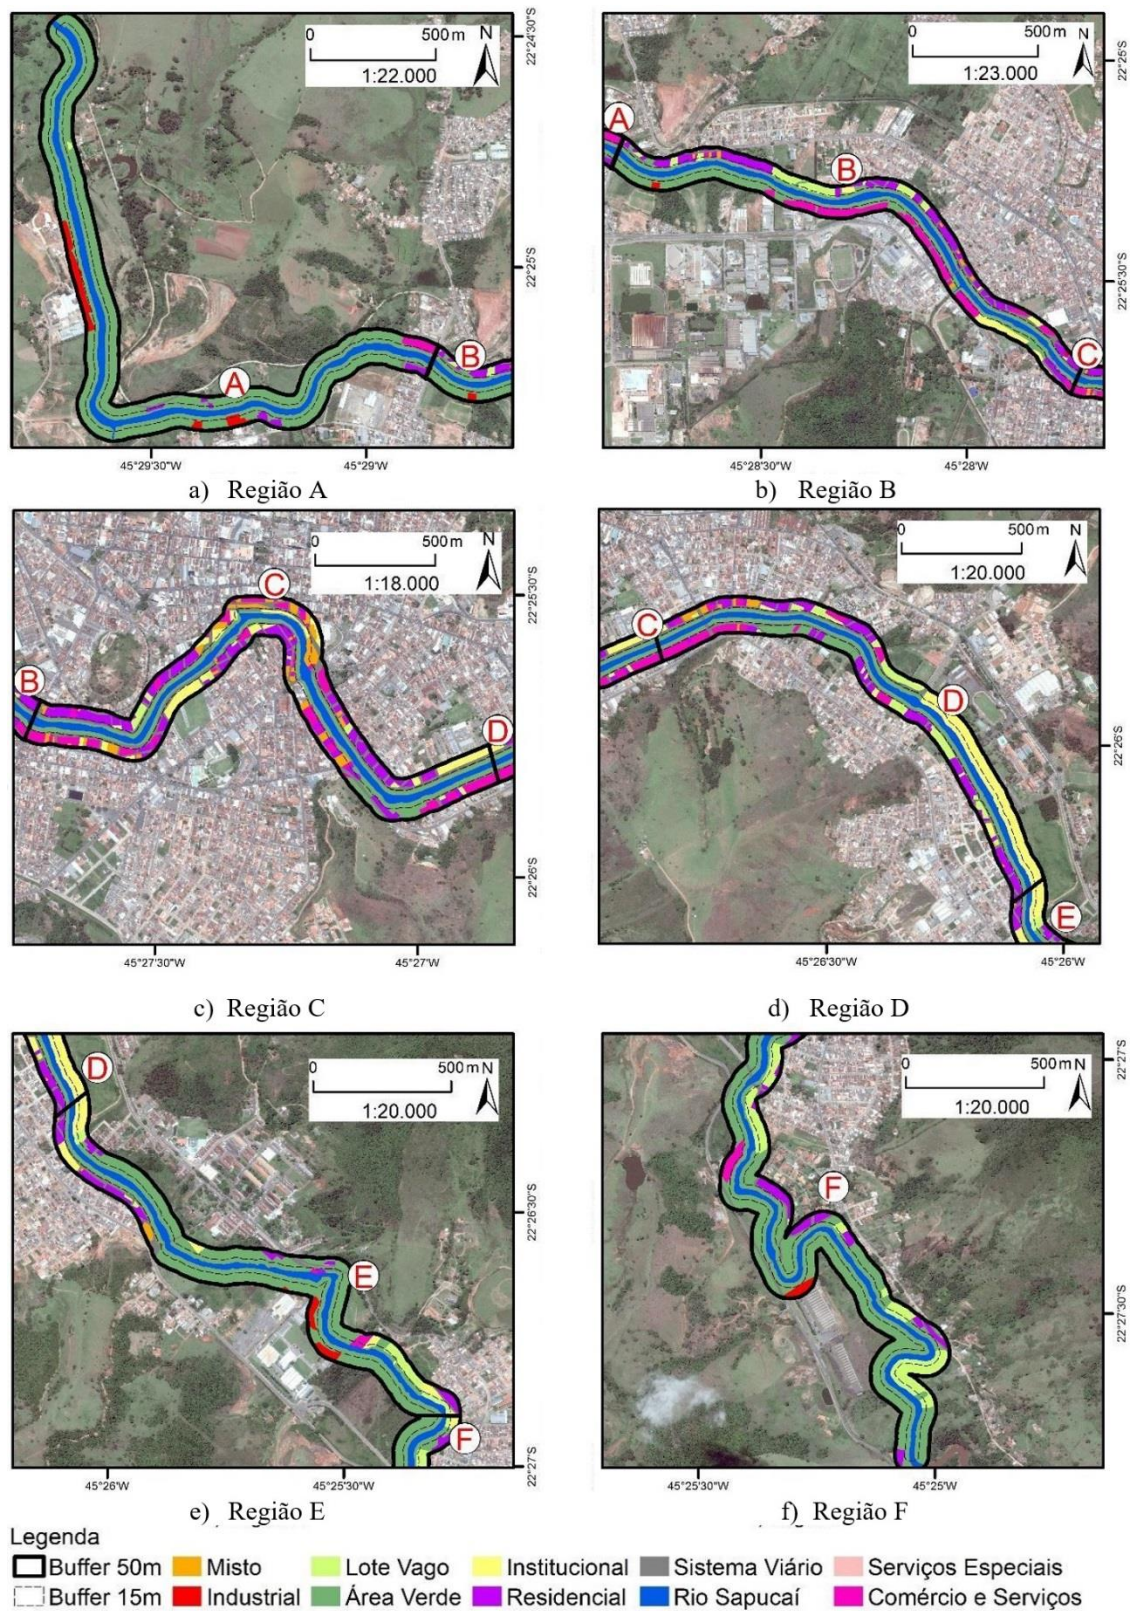 0 500 m N
1:22.000
22°24'30"S
22°25'S
A
B
45°29'30"W 45°29'W
a) Região A
0 500 m N
1:23.000
22°25'S
22°25'30"S
A
B
C
45°28'30"W 45°28'W
b) Região B
0 500 m N
1:18.000
22°25'30"S
22°26'S
C
B
D
45°27'30"W 45°27'W
c) Região C
0 500 m N
1:20.000
22°26'S
C
D
E
45°26'30"W 45°26'W
d) Região D
0 500 m N
1:20.000
22°26'30"S
22°27'S
D
E
F
45°26'W 45°25'30"W
e) Região E
0 500 m N
1:20.000
22°27'S
22°27'30"S
F
45°25'30"W 45°25'W
f) Região F
Legenda
Buffer 50m Misto Lote Vago Institucional Sistema Viário Serviços Especiais
Buffer 15m Industrial Área Verde Residencial Rio Sapucaí Comércio e Serviços